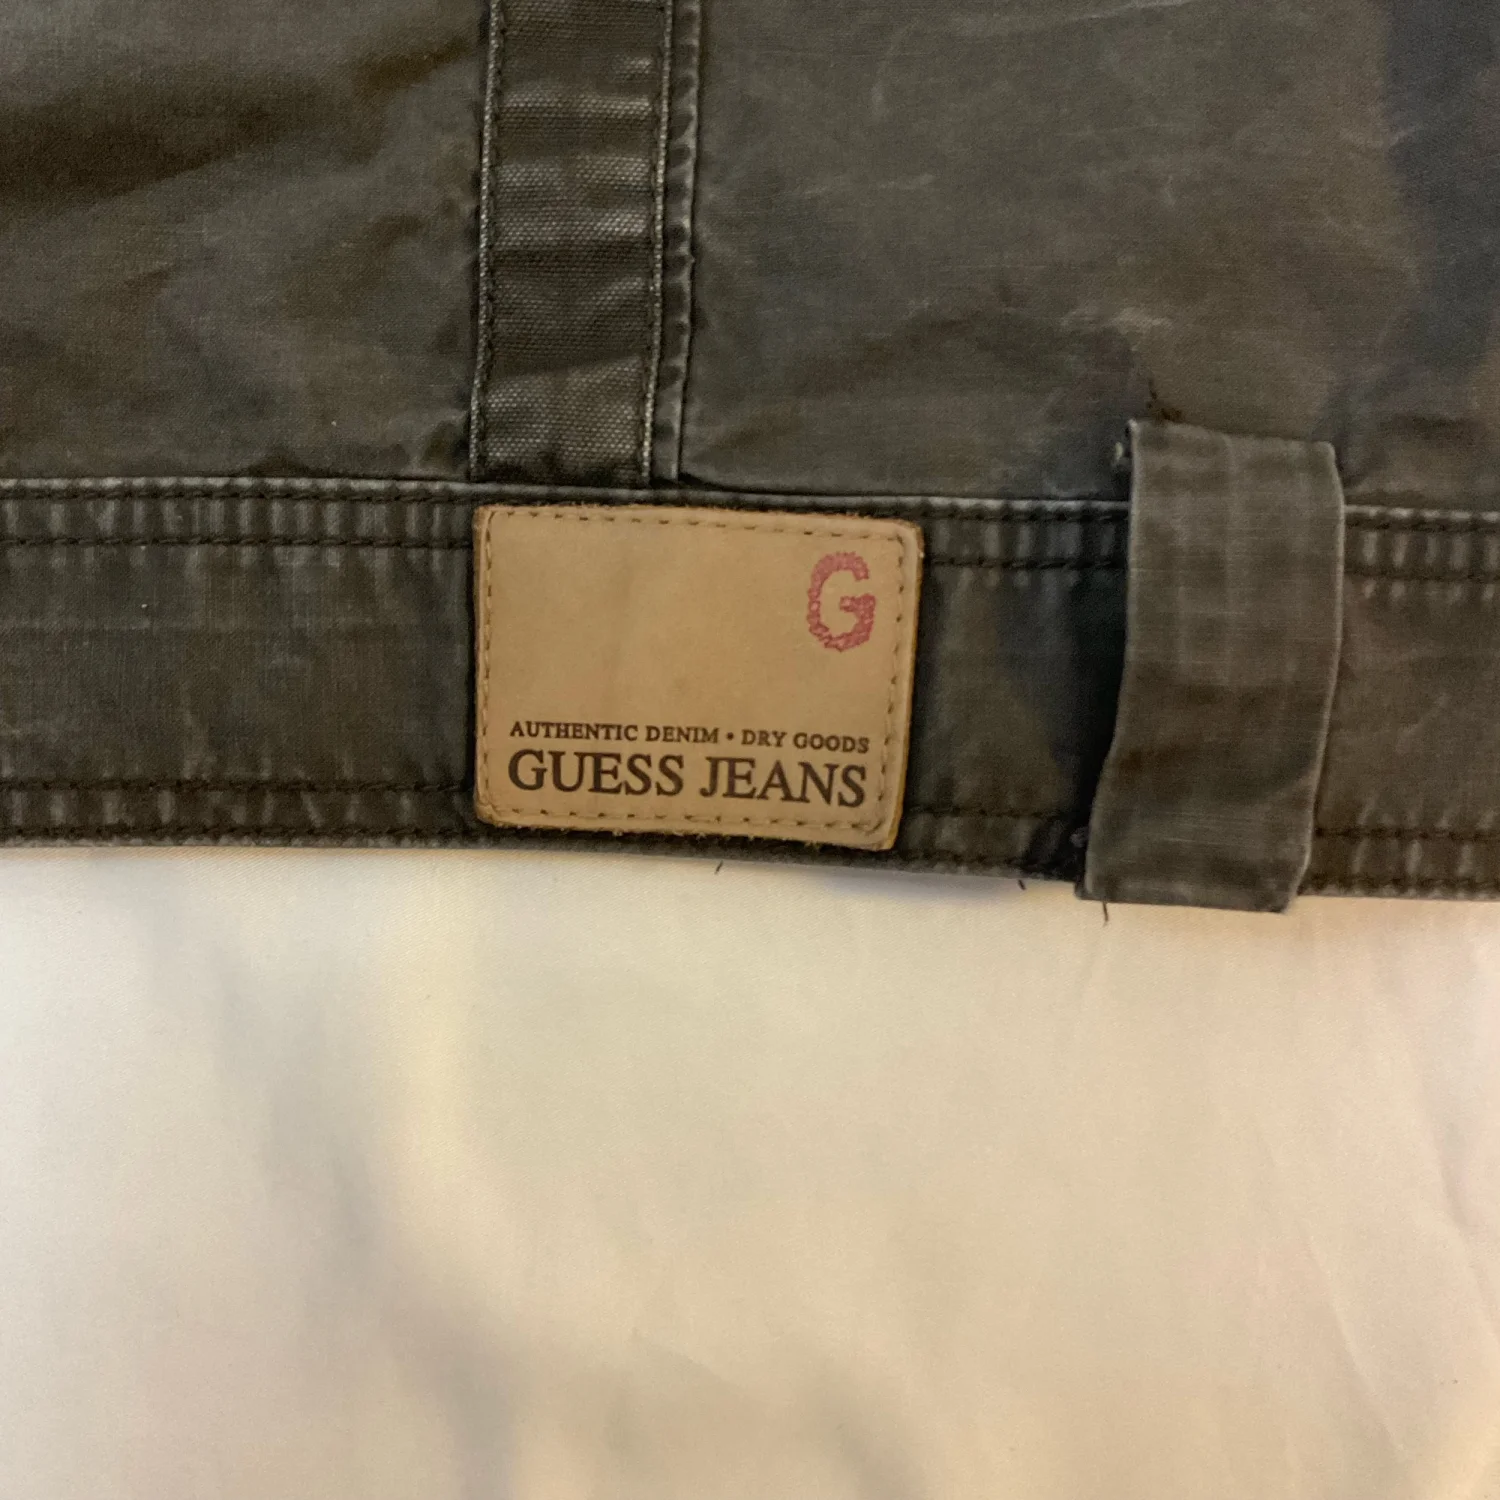 G
AUTHENTIC DENIM • DRY GOODS
GUESS JEANS